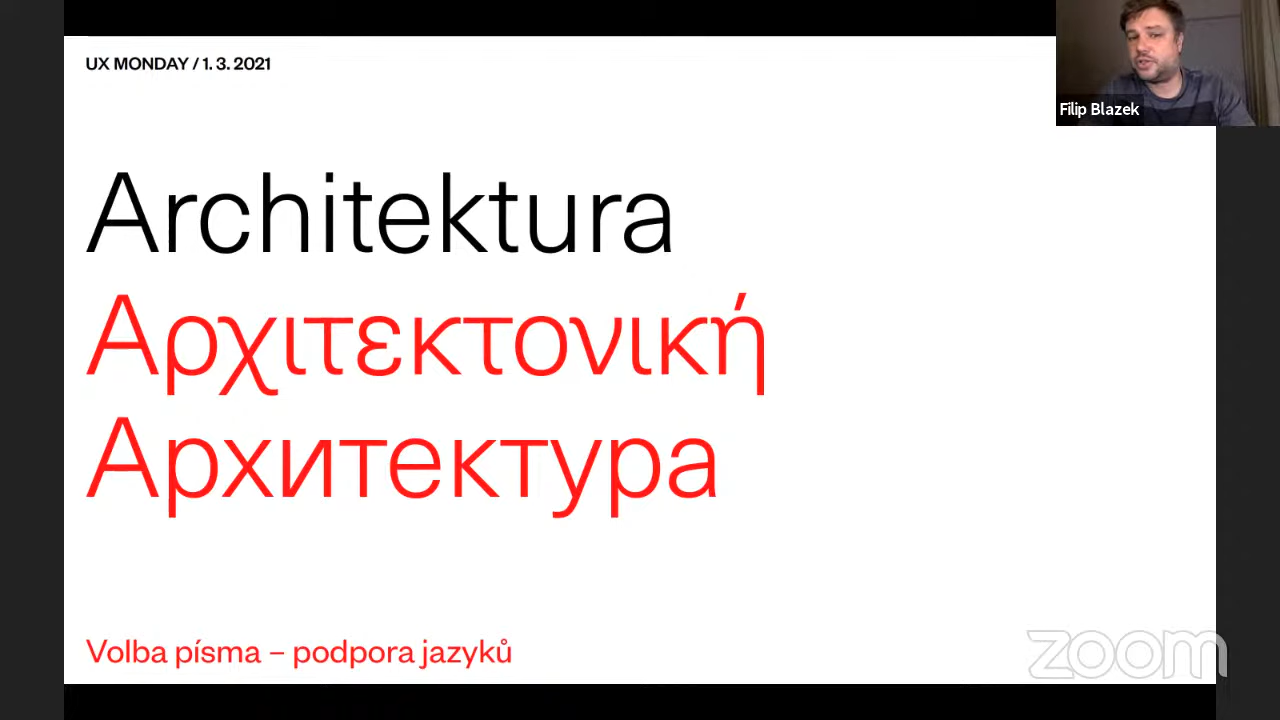 UX MONDAY / 1. 3. 2021
Filip Blazek
Architektura
Αρχιτεκτονική
Архитектура
Volba písma – podpora jazyků
zoom